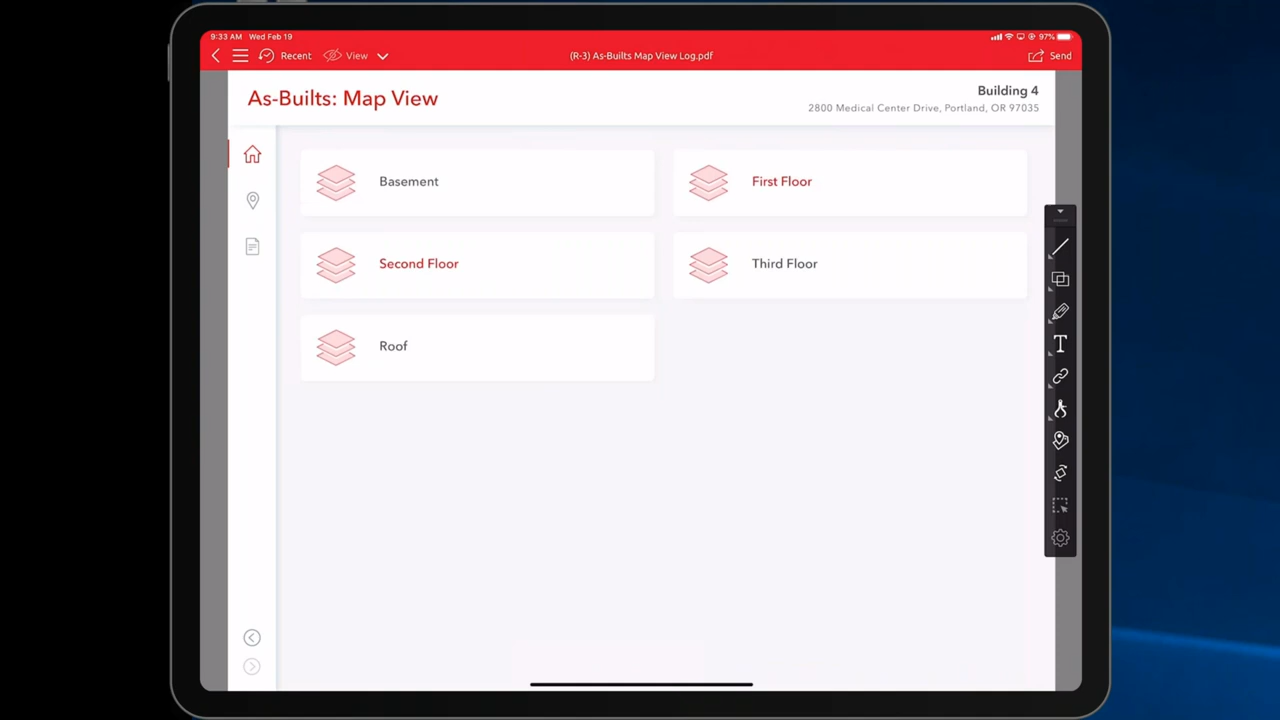 9:33 AM Wed Feb 19
97%
Recent
View
(R-3) As-Builts Map View Log.pdf
Send
As-Builts: Map View
Building 4
2800 Medical Center Drive, Portland, OR 97035
Basement
First Floor
Second Floor
Third Floor
Roof
T